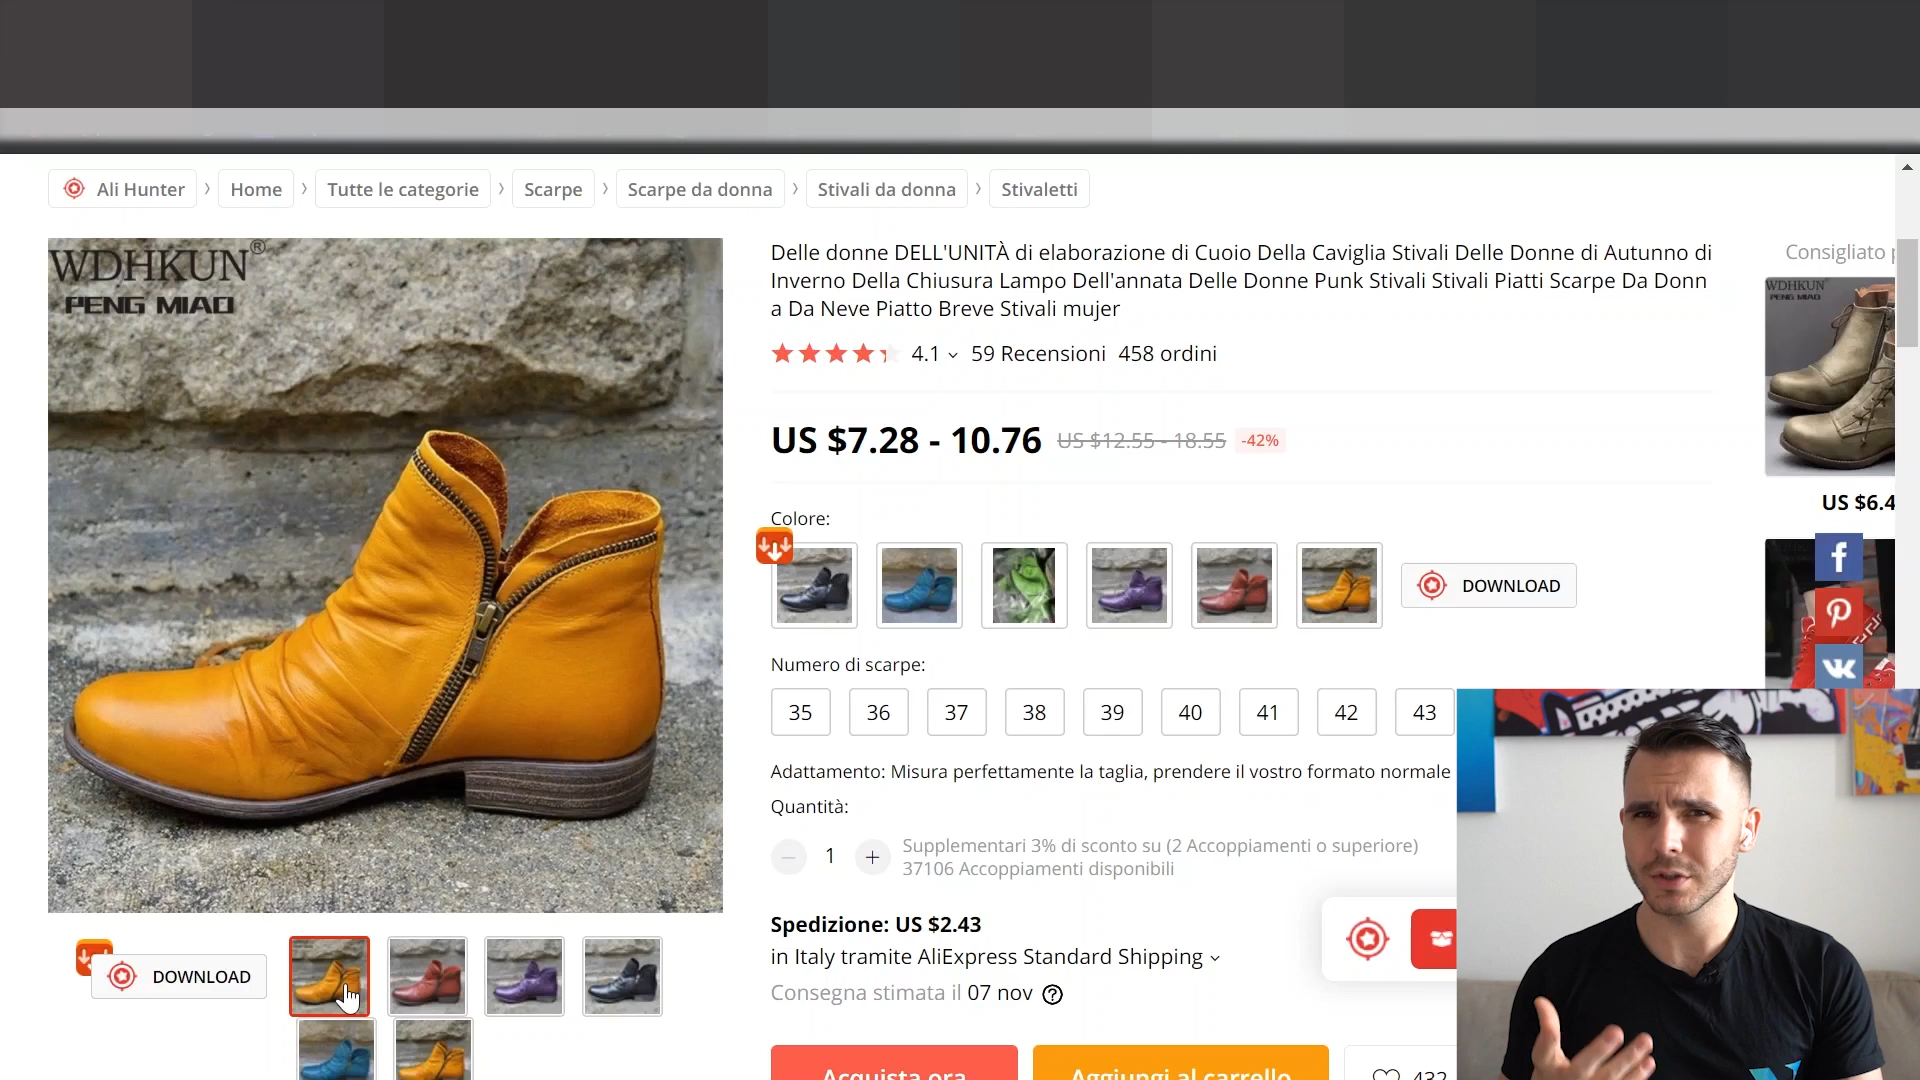 Ali Hunter › Home › Tutte le categorie › Scarpe › Scarpe da donna › Stivali da donna › Stivaletti
WDHKUN®
PENG MIAO
Delle donne DELL'UNITÀ di elaborazione di Cuoio Della Caviglia Stivali Delle Donne di Autunno di
Inverno Della Chiusura Lampo Dell'annata Delle Donne Punk Stivali Stivali Piatti Scarpe Da Donn
a Da Neve Piatto Breve Stivali mujer
4.1 59 Recensioni 458 ordini
US $7.28 - 10.76 US $12.55 - 18.55 -42%
Colore:
DOWNLOAD
Numero di scarpe:
35 36 37 38 39 40 41 42 43
Adattamento: Misura perfettamente la taglia, prendere il vostro formato normale
Quantità:
− 1 + Supplementari 3% di sconto su (2 Accoppiamenti o superiore)
37106 Accoppiamenti disponibili
Spedizione: US $2.43
in Italy tramite AliExpress Standard Shipping
Consegna stimata il 07 nov ?
Acquista ora Aggiungi al carrello 432
DOWNLOAD
Consigliato
WDHKUN
PENG MIAO
US $6.4